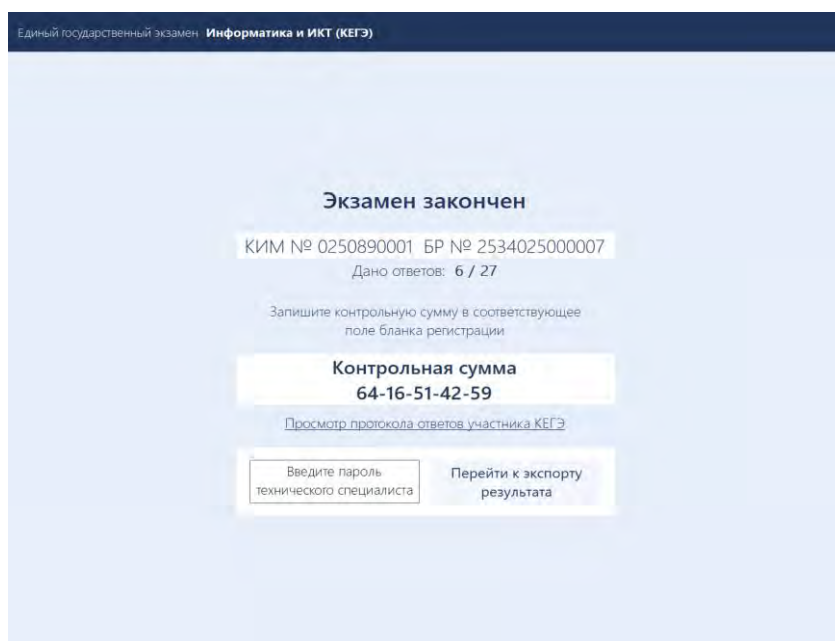 Единый государственный экзамен Информатика и ИКТ (КЕГЭ)
Экзамен закончен
КИМ № 0250890001 БР № 2534025000007
Дано ответов: 6 / 27
Запишите контрольную сумму в соответствующее
поле бланка регистрации
Контрольная сумма
64-16-51-42-59
Просмотр протокола ответов участника КЕГЭ
Введите пароль
технического специалиста
Перейти к экспорту
результата